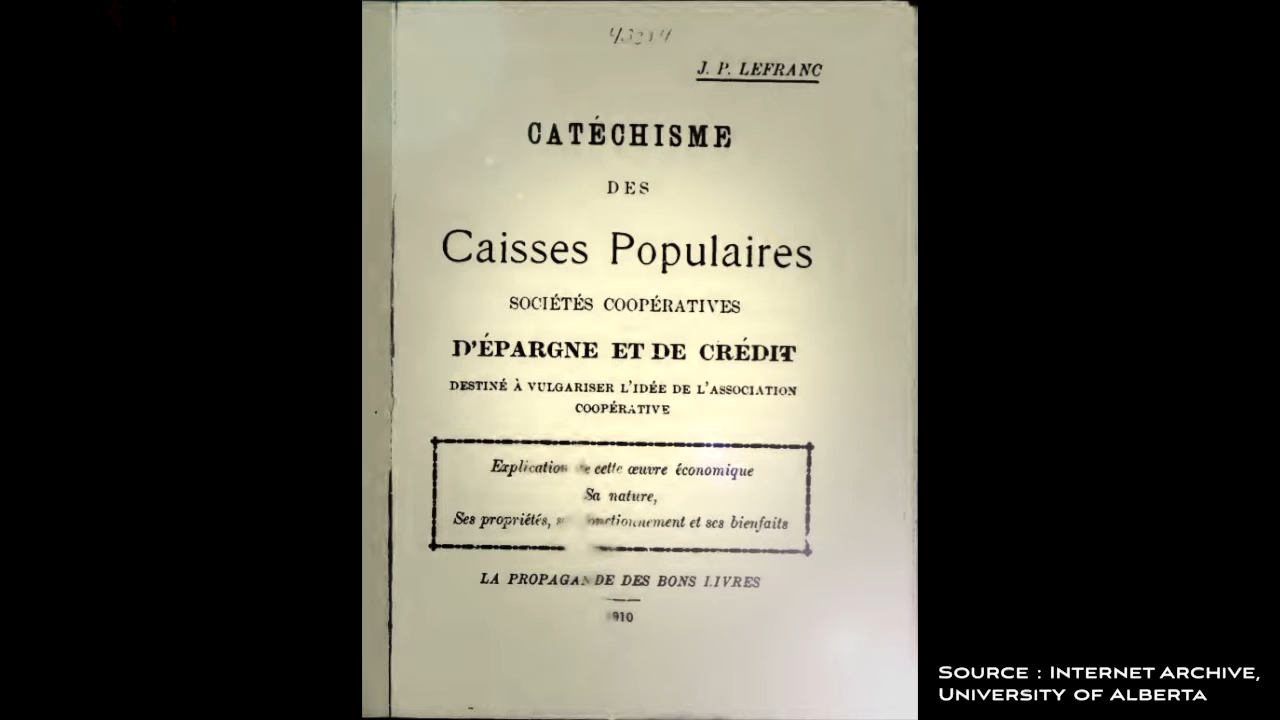 J. P. LEFRANC
CATÉCHISME
DES
Caisses Populaires
SOCIÉTÉS COOPÉRATIVES
D'ÉPARGNE ET DE CRÉDIT
DESTINÉ À VULGARISER L'IDÉE DE L'ASSOCIATION
COOPÉRATIVE
Explication de cette œuvre économique
Sa nature,
Ses propriétés, fonctionnement et ses bienfaits
LA PROPAGANDE DES BONS LIVRES
1910
SOURCE : INTERNET ARCHIVE,
UNIVERSITY OF ALBERTA